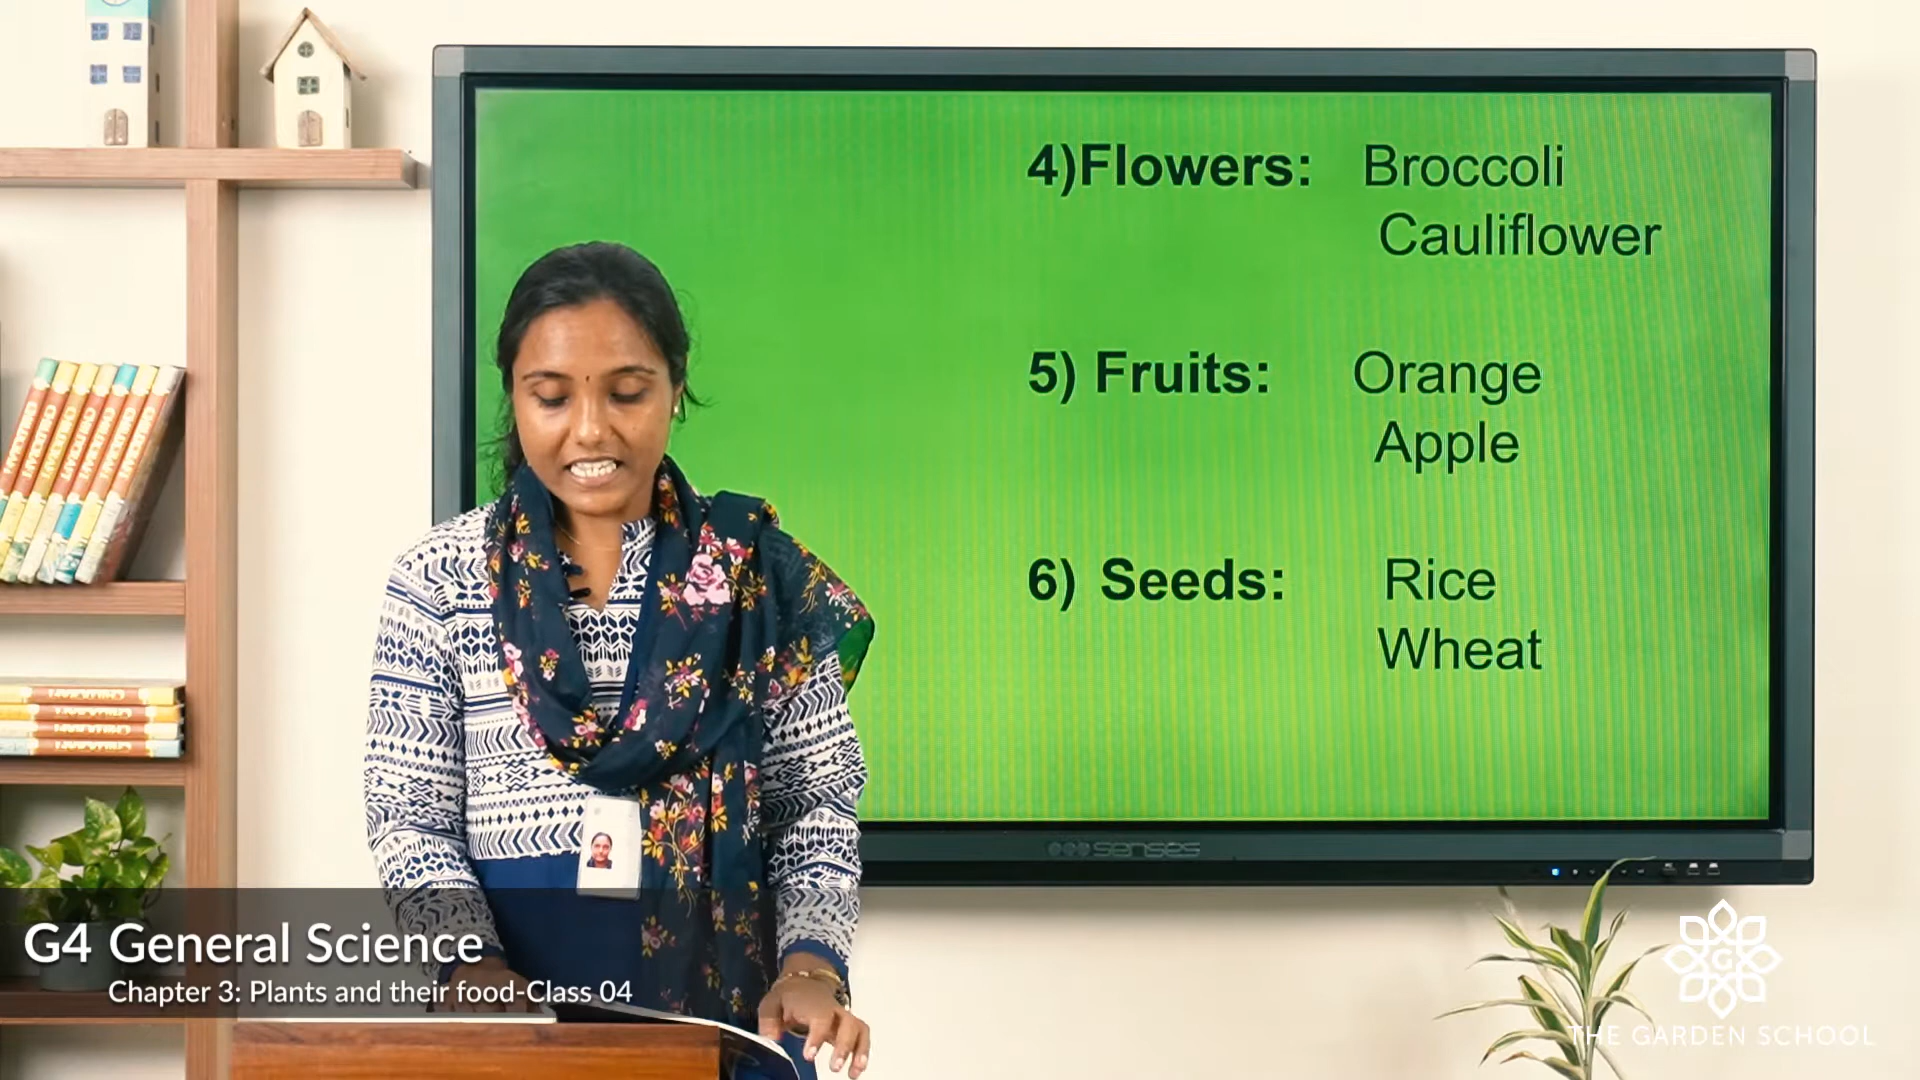 4)Flowers: Broccoli
Cauliflower
5) Fruits: Orange
Apple
6) Seeds: Rice
Wheat
senses
G4 General Science
Chapter 3: Plants and their food-Class 04
G
THE GARDEN SCHOOL